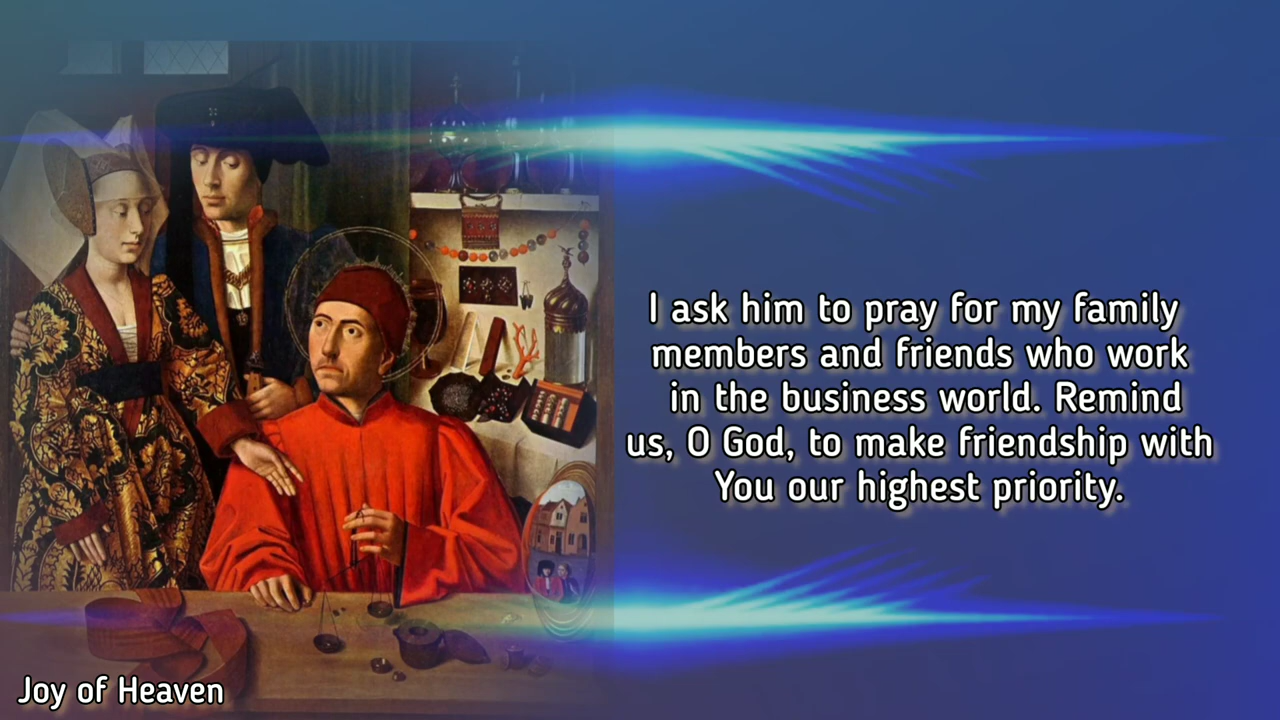 I ask him to pray for my family
members and friends who work
in the business world. Remind
us, O God, to make friendship with
You our highest priority.
Joy of Heaven